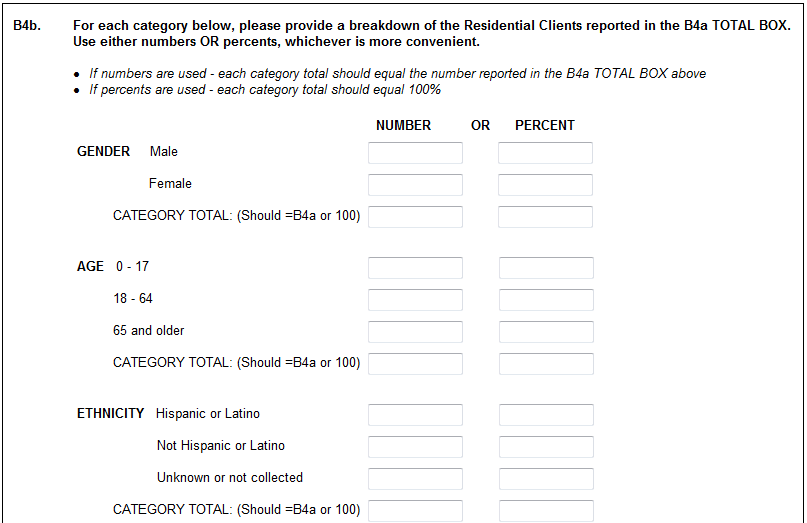 B4b. For each category below, please provide a breakdown of the Residential Clients reported in the B4a TOTAL BOX.
Use either numbers OR percents, whichever is more convenient.
• If numbers are used - each category total should equal the number reported in the B4a TOTAL BOX above
• If percents are used - each category total should equal 100%
NUMBER OR PERCENT
GENDER Male
Female
CATEGORY TOTAL: (Should =B4a or 100)
AGE 0 - 17
18 - 64
65 and older
CATEGORY TOTAL: (Should =B4a or 100)
ETHNICITY Hispanic or Latino
Not Hispanic or Latino
Unknown or not collected
CATEGORY TOTAL: (Should =B4a or 100)